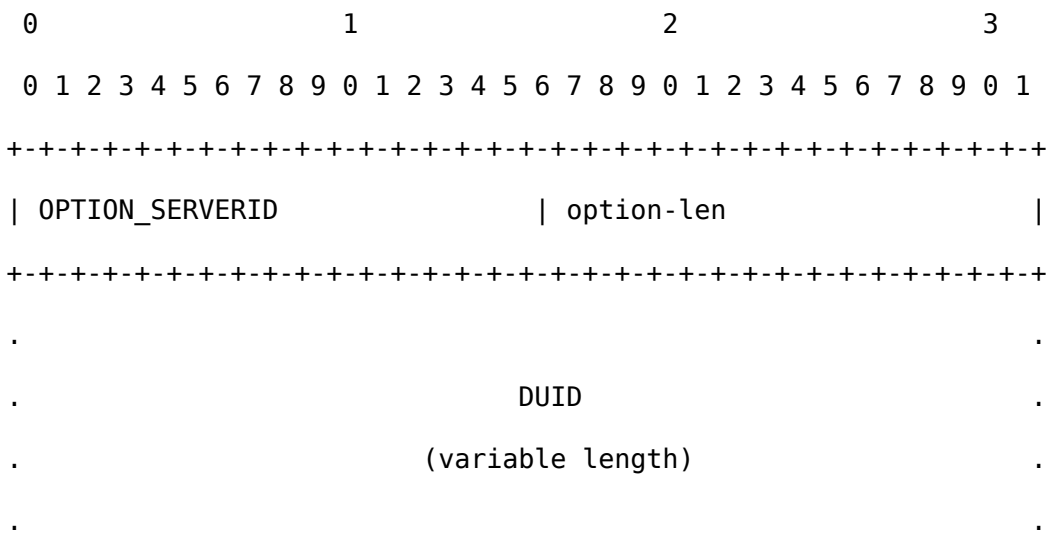 0                   1                   2                   3
 0 1 2 3 4 5 6 7 8 9 0 1 2 3 4 5 6 7 8 9 0 1 2 3 4 5 6 7 8 9 0 1
+-+-+-+-+-+-+-+-+-+-+-+-+-+-+-+-+-+-+-+-+-+-+-+-+-+-+-+-+-+-+-+-+
| OPTION_SERVERID                | option-len                   |
+-+-+-+-+-+-+-+-+-+-+-+-+-+-+-+-+-+-+-+-+-+-+-+-+-+-+-+-+-+-+-+-+
.                                                               .
.                               DUID                            .
.                         (variable length)                     .
.                                                               .